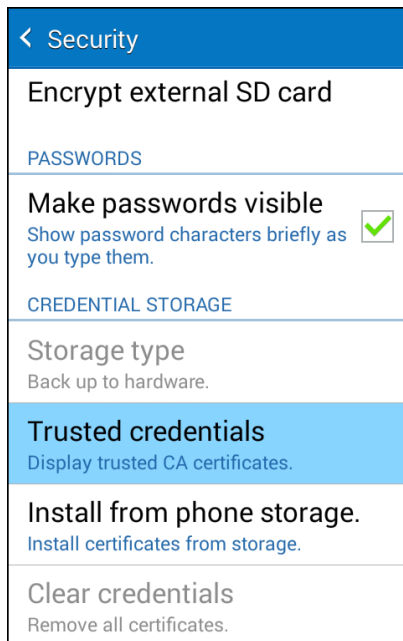 Security
Encrypt external SD card
PASSWORDS
Make passwords visible
Show password characters briefly as
you type them.
CREDENTIAL STORAGE
Storage type
Back up to hardware.
Trusted credentials
Display trusted CA certificates.
Install from phone storage.
Install certificates from storage.
Clear credentials
Remove all certificates.